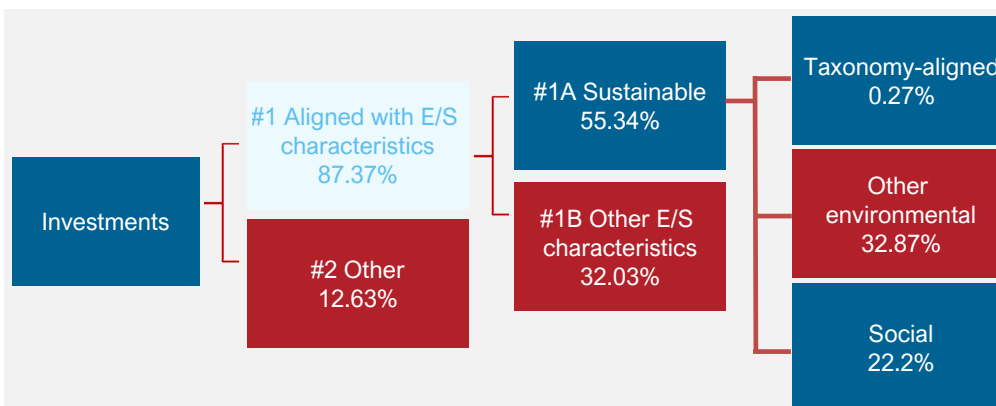 Investments
#1 Aligned with E/S
characteristics
87.37%
#2 Other
12.63%
#1A Sustainable
55.34%
#1B Other E/S
characteristics
32.03%
Taxonomy-aligned
0.27%
Other
environmental
32.87%
Social
22.2%